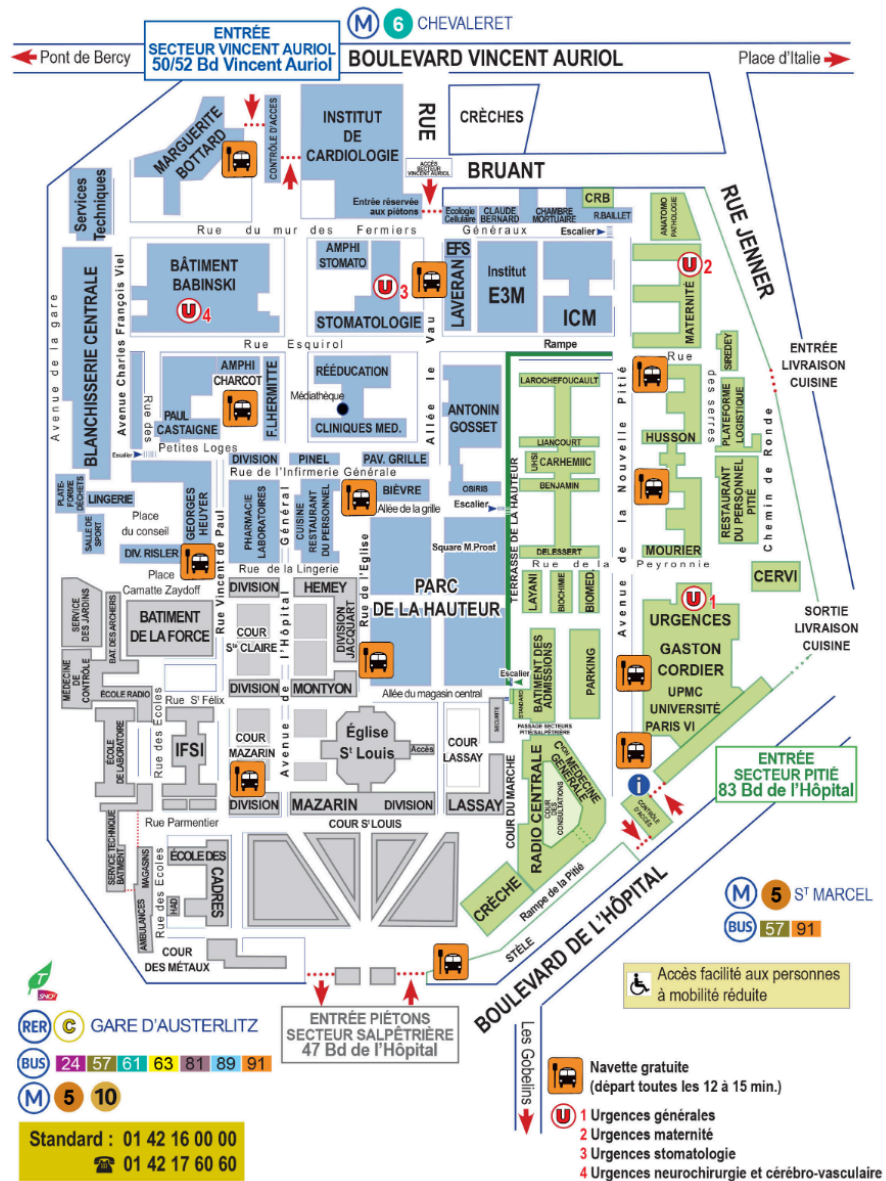 M 6 CHEVALERET
ENTRÉE
SECTEUR VINCENT AURIOL
50/52 Bd Vincent Auriol
Pont de Bercy
BOULEVARD VINCENT AURIOL
Place d'Italie
MARGUERITE
BOTTARD
CONTRÔLE D'ACCES
INSTITUT
DE
CARDIOLOGIE
Entrée réservée
aux piétons
RUE
BRUANT
CRÈCHES
ACCÈS
SECTEUR
VINCENT AURIOL
Services
Techniques
Ecologie
Cellulaire
CLAUDE
BERNARD
CHAMBRE
MORTUAIRE
CRB
R.BAILLET
ANATOMO
PATHOLOGIE
RUE JENNER
Rue du mur des Fermiers Généraux
Escalier
BLANCHISSERIE CENTRALE
Avenue de la gare
Avenue Charles François Viel
BÂTIMENT
BABINSKI
U 4
AMPHI
STOMATO
U 3
STOMATOLOGIE
EFS
LAVERAN
Institut
E3M
ICM
MATERNITÉ
U 2
Rue Esquirol
Rampe
Rue
des serres
SIREDEY
ENTRÉE
LIVRAISON
CUISINE
AMPHI
CHARCOT
PAUL
CASTAIGNE
F.LHERMITTE
Rue des
Petites Loges
Escalier
RÉÉDUCATION
Médiathèque
CLINIQUES MED.
Allée le Vau
ANTONIN
GOSSET
LAROCHEFOUCAULT
LIANCOURT
UHSI
CARHEMIIC
BENJAMIN
DELESSERT
TERRASSE DE LA HAUTEUR
Avenue de la Nouvelle Pitié
HUSSON
MOURIER
PLATEFORME
LOGISTIQUE
RESTAURANT
DU PERSONNEL
PITIÉ
Chemin de Ronde
DIVISION
PINEL
PAV. GRILLE
Rue de l'Infirmerie Générale
PLATE-
FORME
DÉCHETS
LINGERIE
SALLE DE
SPORT
GEORGES
HEUYER
Place
du conseil
DIV. RISLER
Place
Camatte Zaydoff
PHARMACIE
LABORATOIRES
CUISINE
RESTAURANT
DU PERSONNEL
BIÈVRE
Allée de la grille
OSIRIS
Escalier
Square M.Prost
Rue de la Lingerie
Rue de la Peyronnie
CERVI
Rue Vincent de Paul
Avenue de l'Hôpital Général
Rue de l'Eglise
DIVISION
HEMEY
DIVISION
JACQUART
PARC
DE LA HAUTEUR
LAYANI
BIOCHIMIE
BIOMED
U 1
URGENCES
GASTON
CORDIER
UPMC
UNIVERSITÉ
PARIS VI
SORTIE
LIVRAISON
CUISINE
SERVICE
DES JARDINS
BAT. DES ARCHERS
MÉDECINE
DE
CONTRÔLE
BATIMENT
DE LA FORCE
COUR
Ste CLAIRE
DIVISION
MONTYON
Allée du magasin central
Escalier
STANDARD
BATIMENT DES
ADMISSIONS
PARKING
PASSAGE SECTEURS
PITIÉ/SALPÊTRIÈRE
SECURITE
ÉCOLE RADIO
Rue St Félix
Rue des Ecoles
IFSI
ÉCOLE
DE LABORATOIRE
COUR
MAZARIN
DIVISION
Église
St Louis
Accès
COUR
LASSAY
MAZARIN
DIVISION
LASSAY
COUR DU MARCHE
RADIO CENTRALE
COUR
DES
CONSULTATIONS
Cion MEDECINE
GENERALE
i
CONTRÔLE
D'ACCÈS
ENTRÉE
SECTEUR PITIÉ
83 Bd de l'Hôpital
Rue Parmentier
COUR St LOUIS
SERVICE TECHNIQUE
BATIMENT
MAGASINS
AMBULANCES
Rue des Ecoles
ÉCOLE DES
CADRES
HAD
COUR
DES MÉTAUX
CRÈCHE
Rampe de la Pitié
STÈLE
BOULEVARD DE L'HÔPITAL
M 5 ST MARCEL
BUS 57 91
Accès facilité aux personnes
à mobilité réduite
ENTRÉE PIÉTONS
SECTEUR SALPÊTRIÈRE
47 Bd de l'Hôpital
Les Gobelins
T
SNCF
RER C GARE D'AUSTERLITZ
BUS 24 57 61 63 81 89 91
M 5 10
Standard : 01 42 16 00 00
☎ 01 42 17 60 60
Navette gratuite
(départ toutes les 12 à 15 min.)
U 1 Urgences générales
2 Urgences maternité
3 Urgences stomatologie
4 Urgences neurochirurgie et cérébro-vasculaire